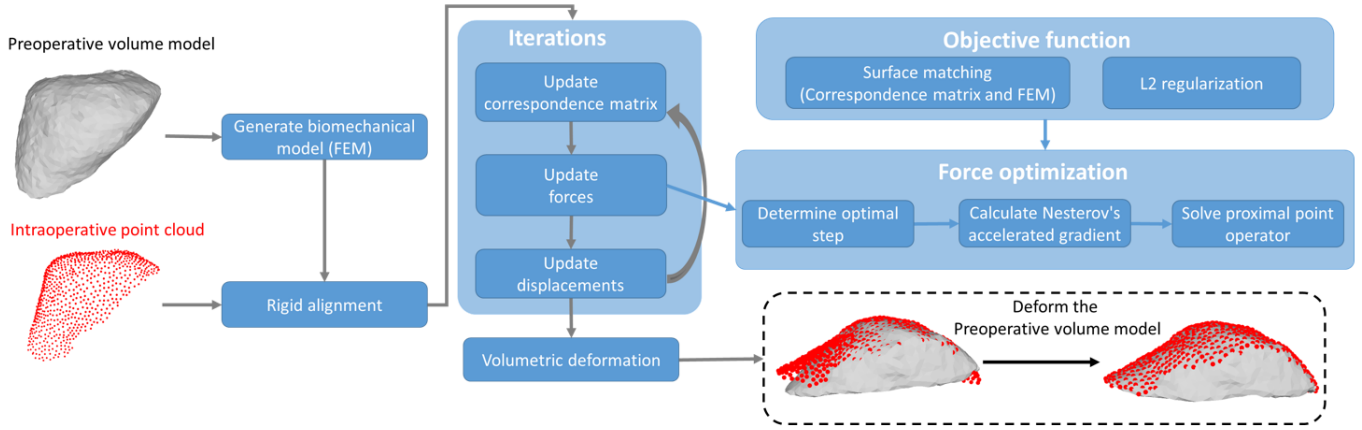 Preoperative volume model
Generate biomechanical
model (FEM)
Intraoperative point cloud
Rigid alignment
Iterations
Update
correspondence matrix
Update
forces
Update
displacements
Volumetric deformation
Objective function
Surface matching
(Correspondence matrix and FEM)
L2 regularization
Force optimization
Determine optimal
step
Calculate Nesterov's
accelerated gradient
Solve proximal point
operator
Deform the
Preoperative volume model